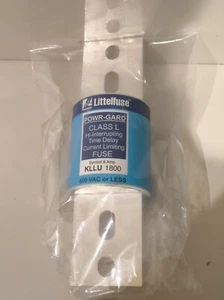 Littelfuse
POWR-GARD
CLASS L
Hi-Interrupting
Time Delay
Current Limiting
FUSE
Symbol & Amp
KLLU 1800
600 VAC or LESS